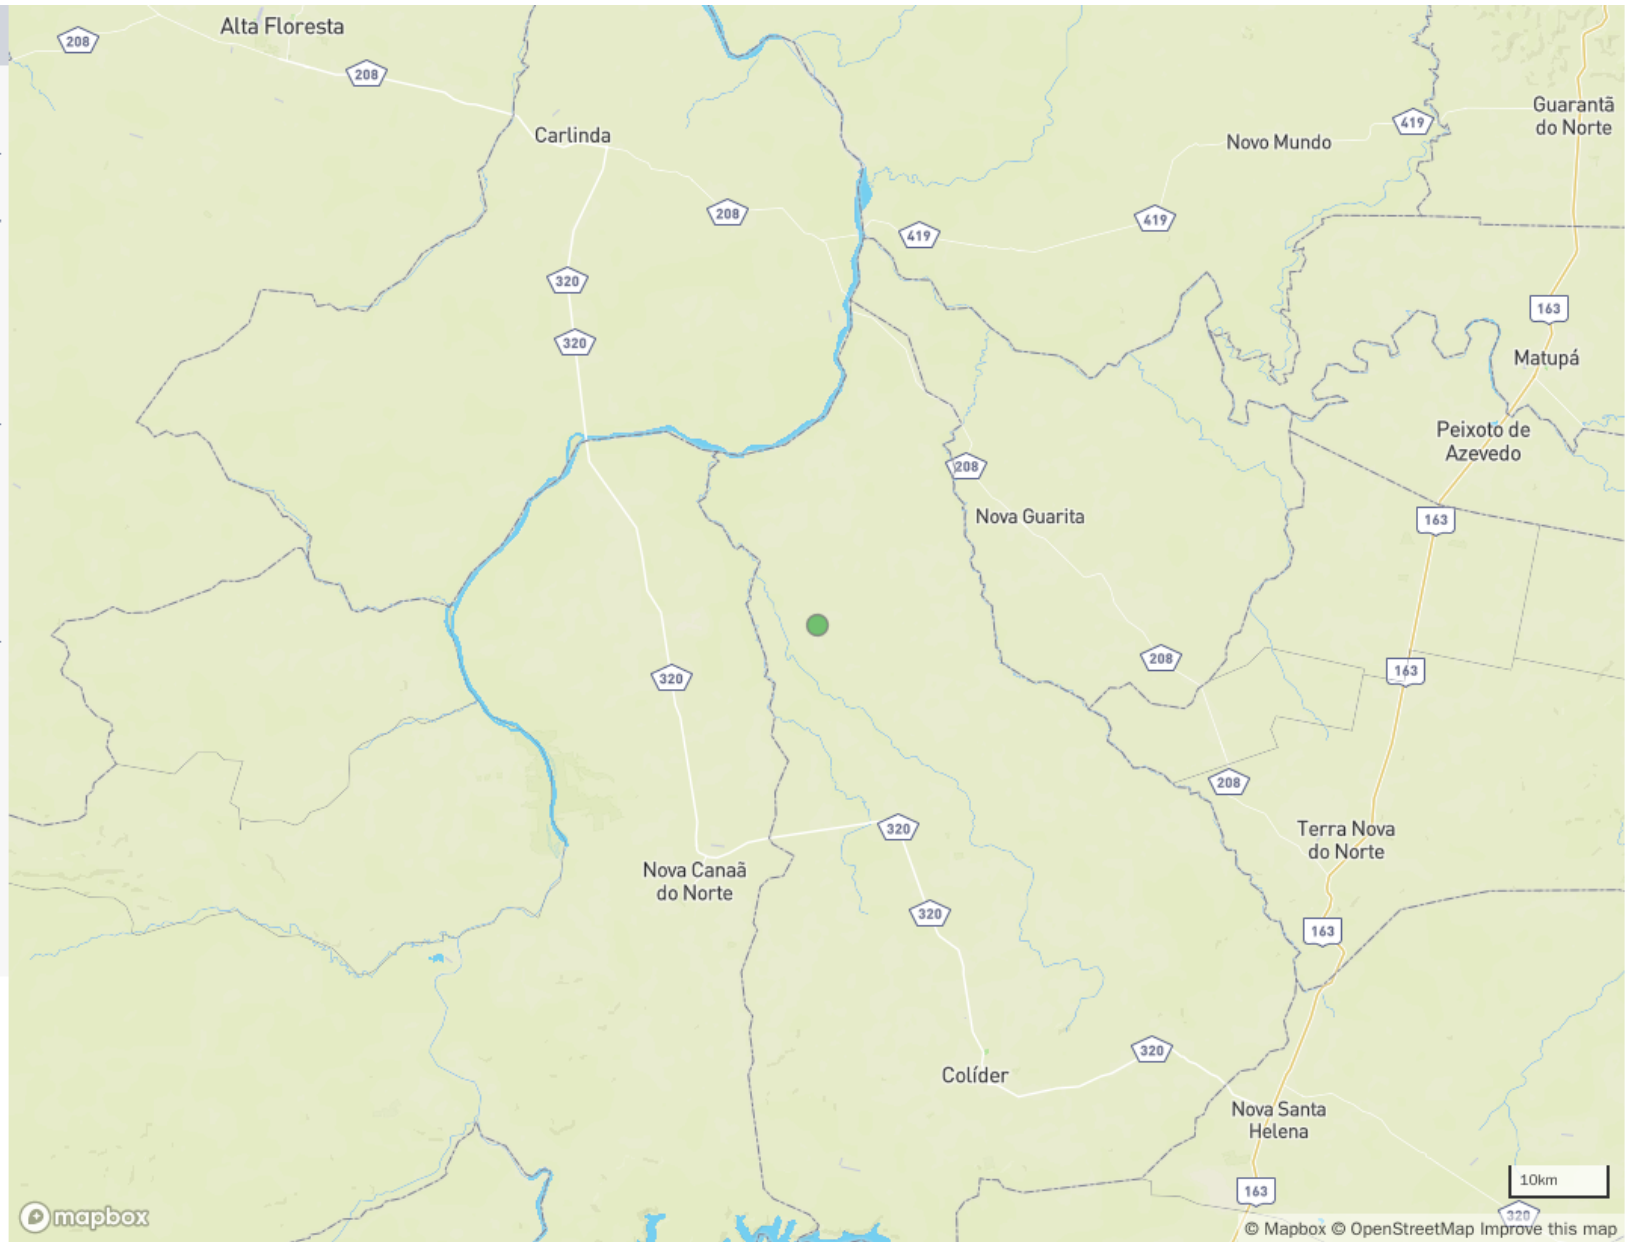 Alta Floresta
208
208
Guarantã
do Norte
419
Carlinda
Novo Mundo
208
419
419
320
163
320
Matupá
Peixoto de
Azevedo
208
Nova Guarita
163
208
320
163
208
320
Terra Nova
do Norte
Nova Canaã
do Norte
320
163
320
Colíder
Nova Santa
Helena
10km
163
320
mapbox
© Mapbox © OpenStreetMap Improve this map